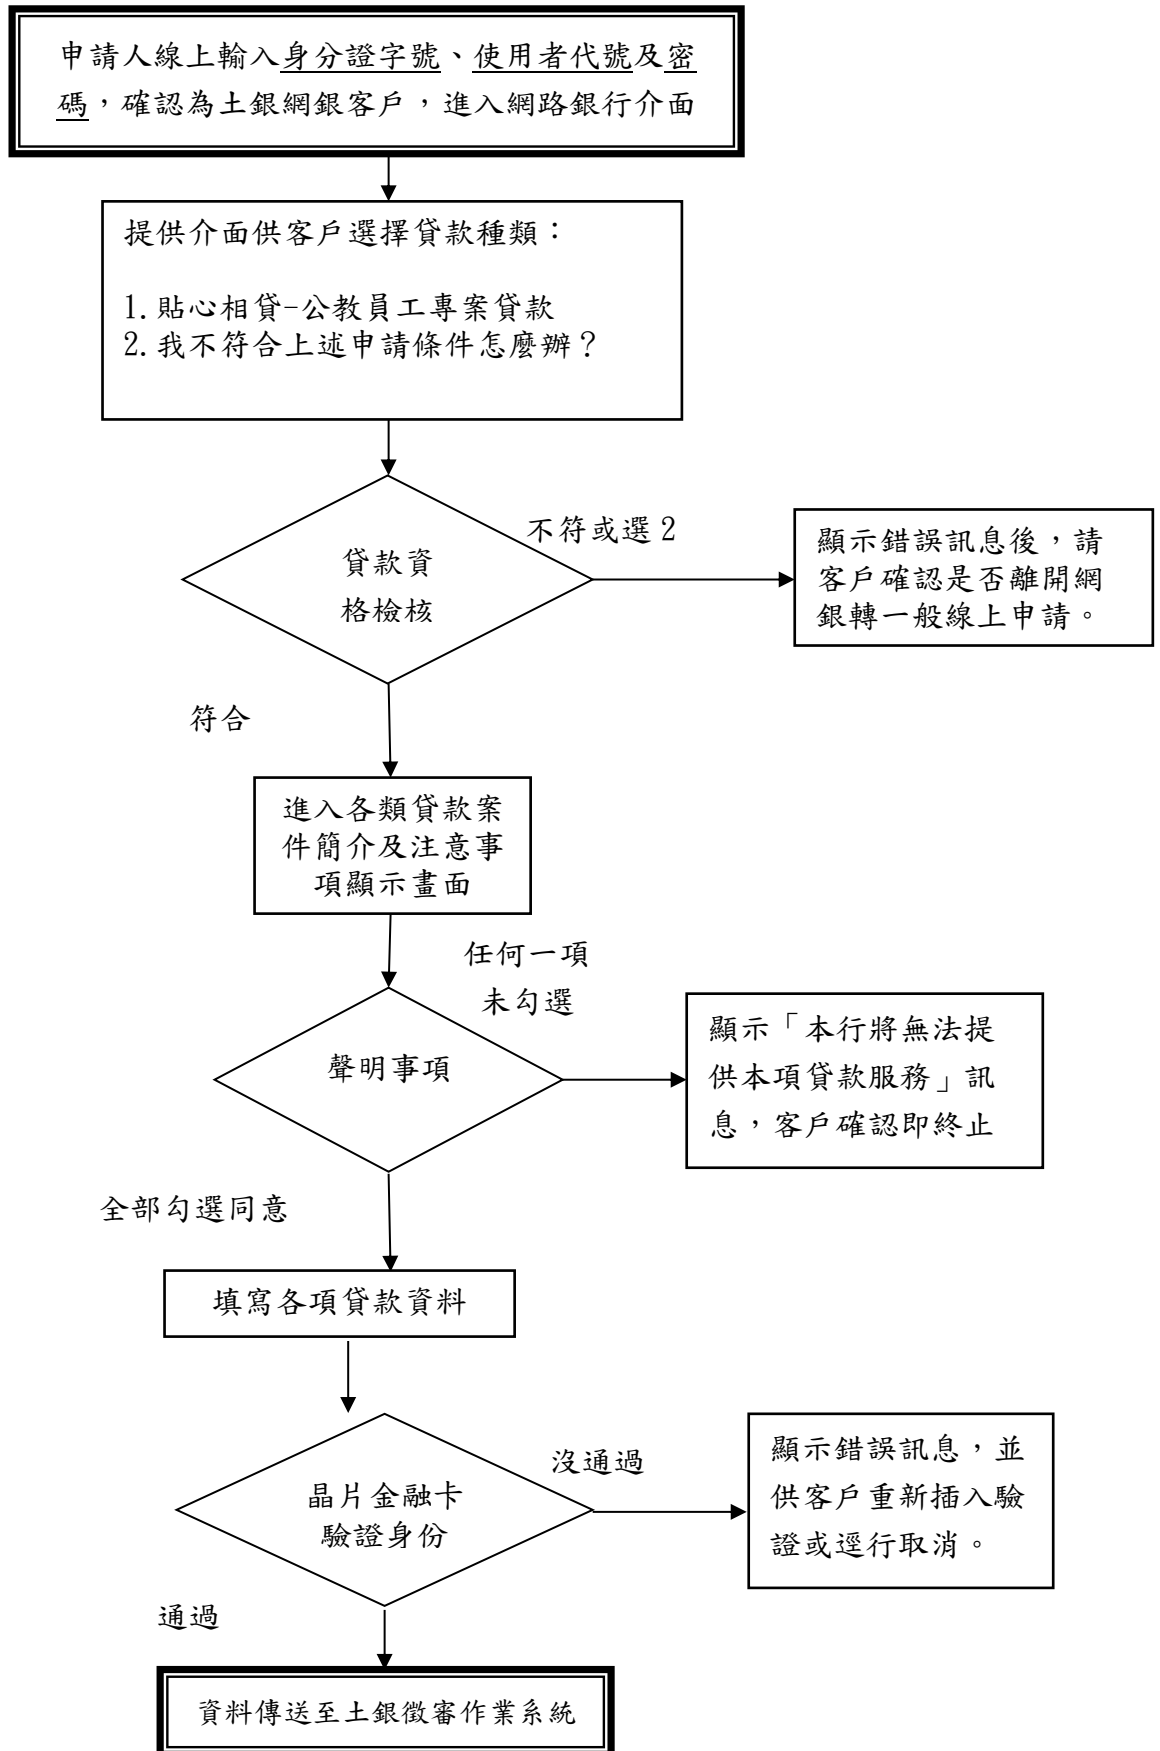 申請人線上輸入身分證字號、使用者代號及密
碼，確認為土銀網銀客戶，進入網路銀行介面
提供介面供客戶選擇貸款種類：
1.貼心相貸-公教員工專案貸款
2.我不符合上述申請條件怎麼辦？
不符或選 2
貸款資
格檢核
顯示錯誤訊息後，請
客戶確認是否離開網
銀轉一般線上申請。
符合
進入各類貸款案
件簡介及注意事
項顯示畫面
任何一項
未勾選
聲明事項
顯示「本行將無法提
供本項貸款服務」訊
息，客戶確認即終止
全部勾選同意
填寫各項貸款資料
沒通過
晶片金融卡
驗證身份
顯示錯誤訊息，並
供客戶重新插入驗
證或逕行取消。
通過
資料傳送至土銀徵審作業系統